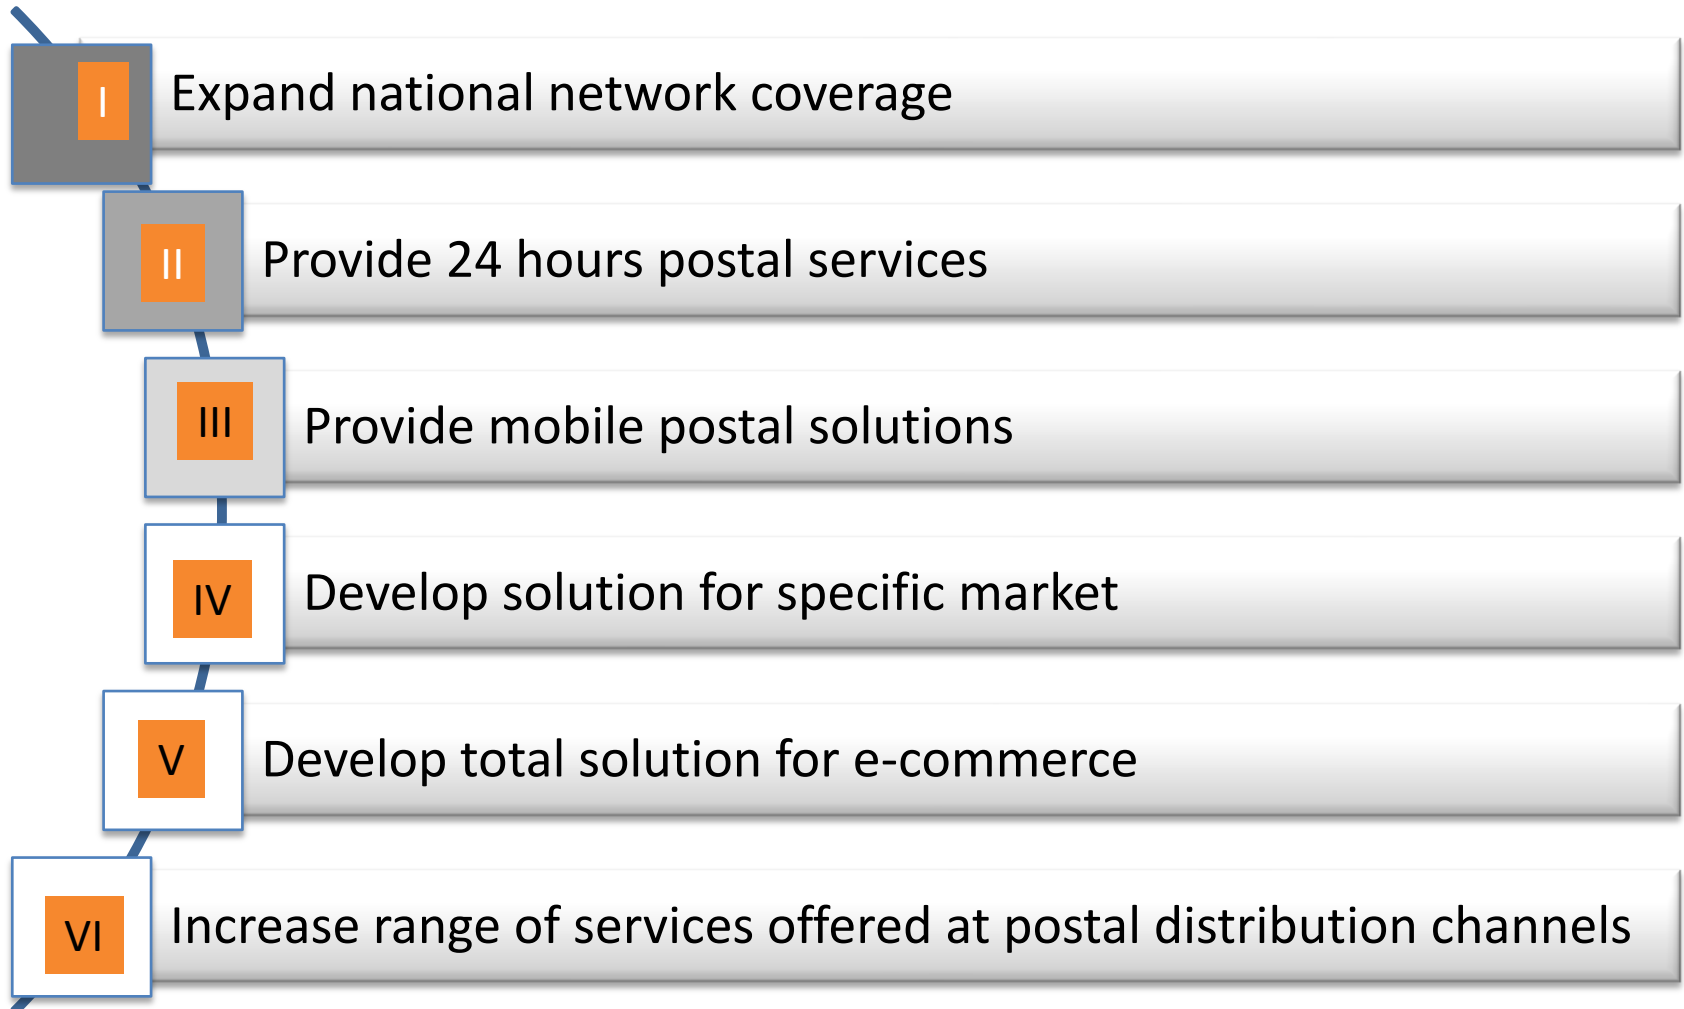 I
Expand national network coverage
II
Provide 24 hours postal services
III
Provide mobile postal solutions
IV
Develop solution for specific market
V
Develop total solution for e-commerce
VI
Increase range of services offered at postal distribution channels